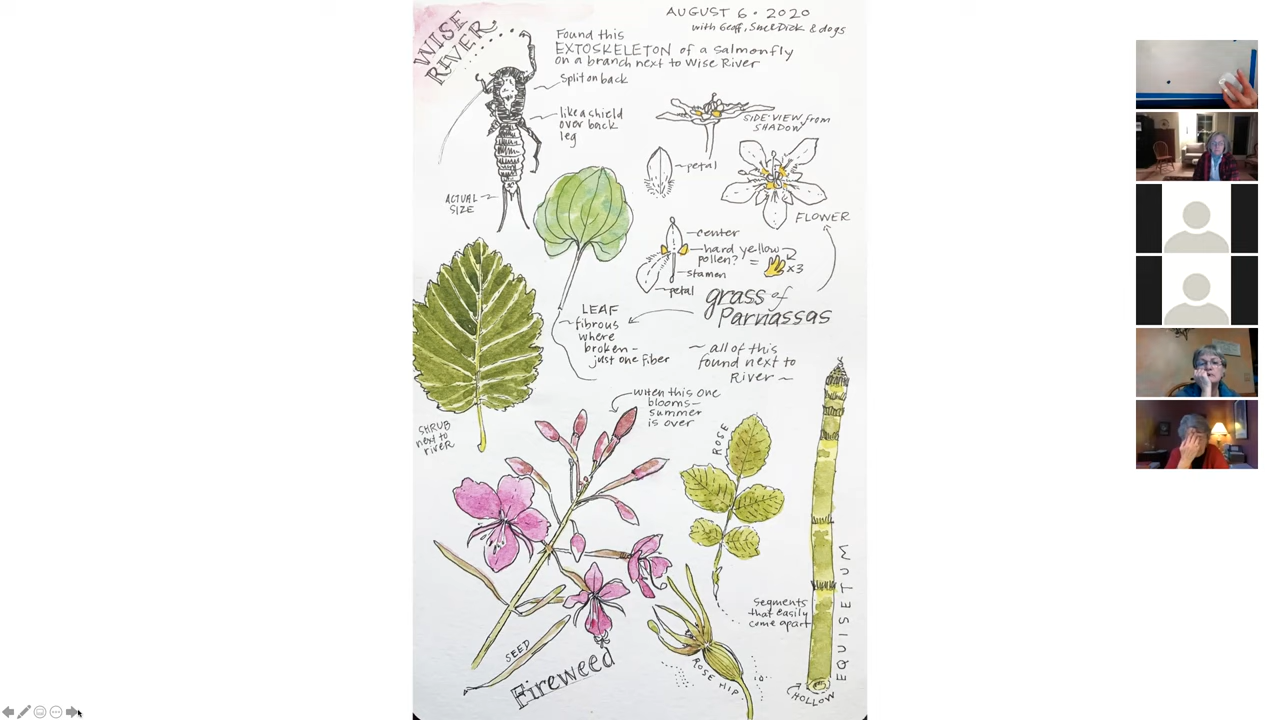 WISE
RIVER
AUGUST 6 • 2020
with Geoff, Sue & Dick & dogs
Found this
EXTOSKELETON of a salmonfly
on a branch next to Wise River
Split on back
like a shield
over back
leg
ACTUAL
SIZE
SIDE VIEW from
SHADOW
petal
FLOWER
center
hard yellow
pollen? =
x3
stamen
petal
grass of
Parnassas
LEAF
fibrous
where
broken -
just one fiber
~ all of this
found next to
River ~
when this one
blooms -
summer
is over
SHRUB
next to
river
ROSE
Segments
that easily
come apart
EQUISETUM
HOLLOW
SEED
Fireweed
ROSE HIP